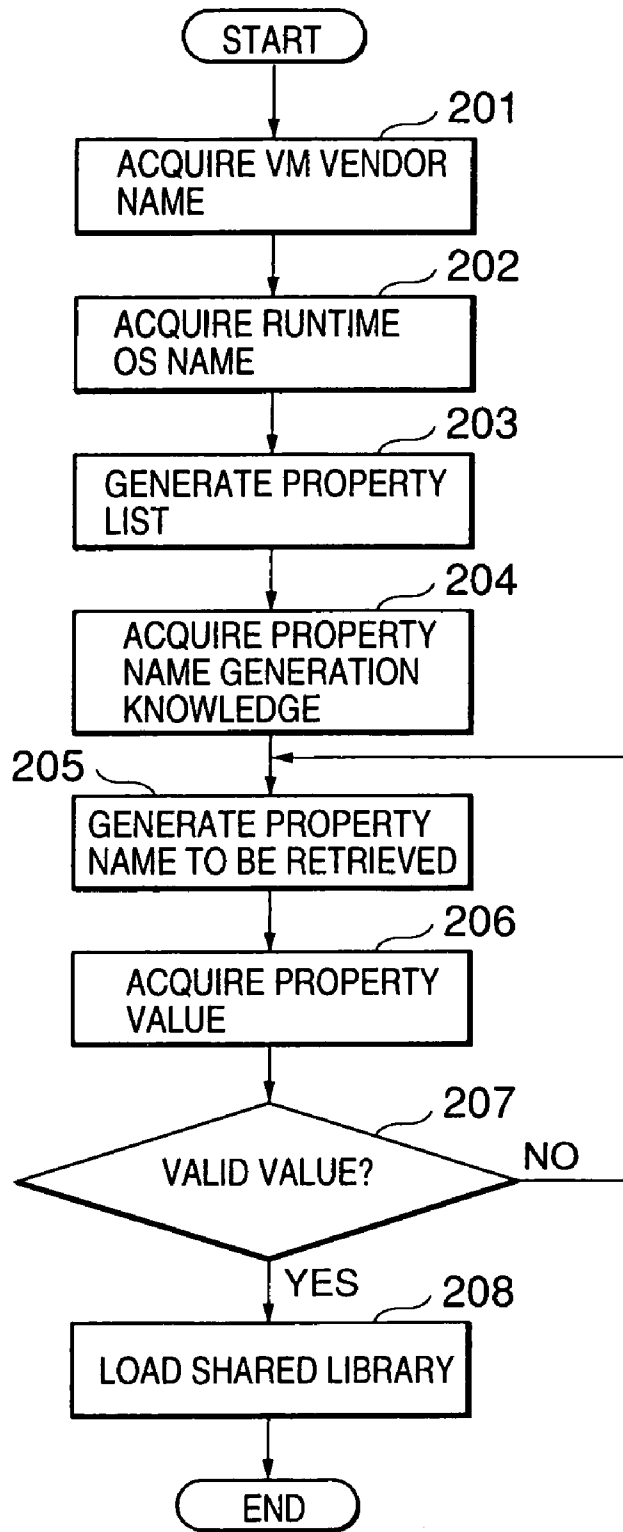 START
201
ACQUIRE VM VENDOR
NAME
202
ACQUIRE RUNTIME
OS NAME
203
GENERATE PROPERTY
LIST
204
ACQUIRE PROPERTY
NAME GENERATION
KNOWLEDGE
205
GENERATE PROPERTY
NAME TO BE RETRIEVED
206
ACQUIRE PROPERTY
VALUE
207
VALID VALUE?
NO
YES
208
LOAD SHARED LIBRARY
END